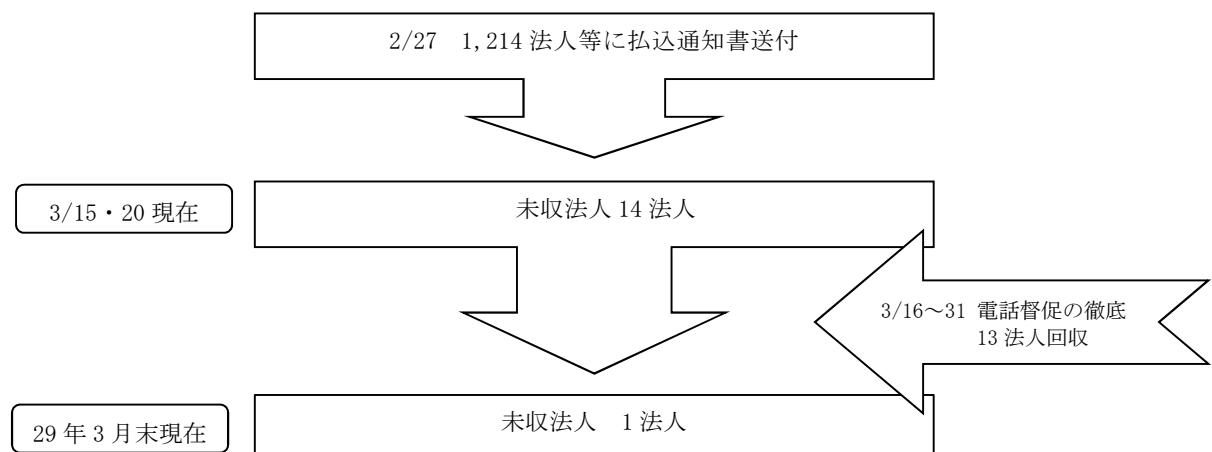 2/27　1,214 法人等に払込通知書送付
3/15・20 現在
未収法人 14 法人
3/16～31 電話督促の徹底
13 法人回収
29 年 3 月末現在
未収法人　1 法人